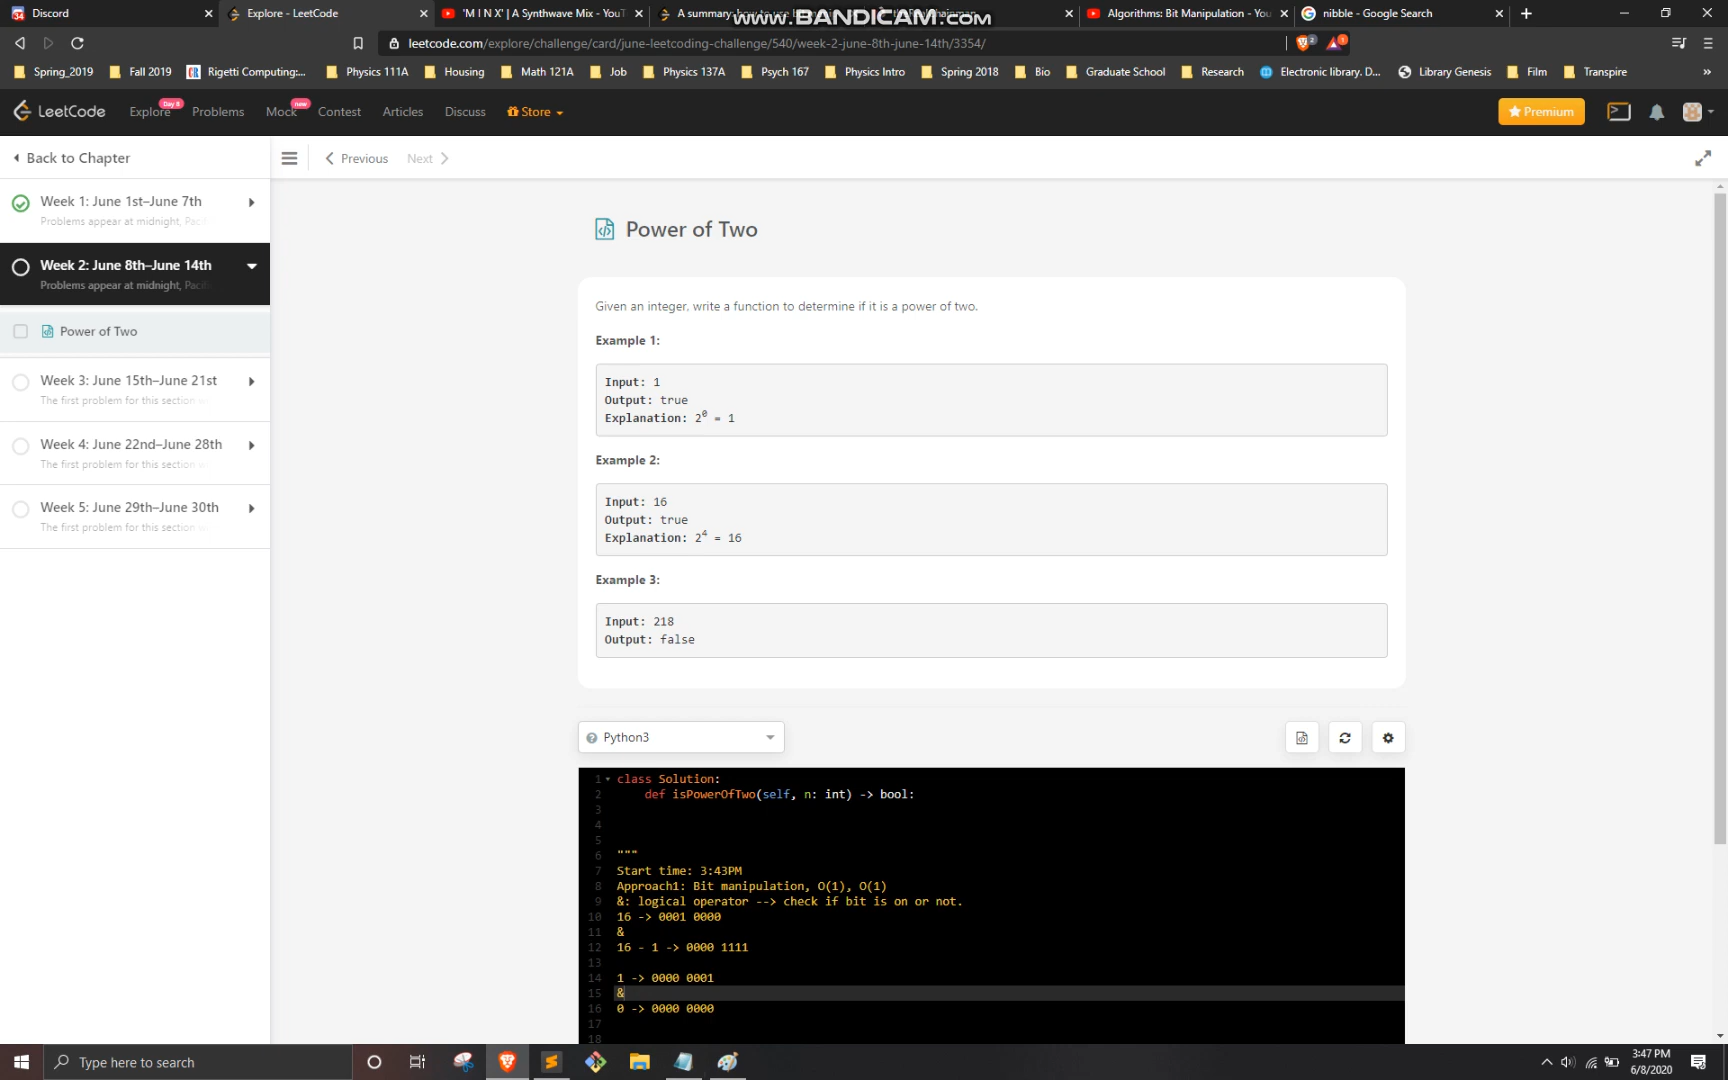 Discord
Explore - LeetCode
'M I N X' | A Synthwave Mix - YouT
A summary: how to use bit
www.BANDICAM.com
Algorithms: Bit Manipulation - You
nibble - Google Search
leetcode.com/explore/challenge/card/june-leetcoding-challenge/540/week-2-june-8th-june-14th/3354/
2
1
Spring_2019
Fall 2019
CR Rigetti Computing:...
Physics 111A
Housing
Math 121A
Job
Physics 137A
Psych 167
Physics Intro
Spring 2018
Bio
Graduate School
Research
Electronic library. D...
Library Genesis
Film
Transpire
»
LeetCode
Explore
Day 8
Problems
Mock
new
Contest
Articles
Discuss
Store
Premium
Back to Chapter
Previous
Next
Week 1: June 1st–June 7th
Problems appear at midnight, Paci
Week 2: June 8th–June 14th
Problems appear at midnight, Paci
Power of Two
Week 3: June 15th–June 21st
The first problem for this section w
Week 4: June 22nd–June 28th
The first problem for this section w
Week 5: June 29th–June 30th
The first problem for this section w
Power of Two
Given an integer, write a function to determine if it is a power of two.
Example 1:
Input: 1
Output: true
Explanation: 2⁰ = 1
Example 2:
Input: 16
Output: true
Explanation: 2⁴ = 16
Example 3:
Input: 218
Output: false
Python3
1 class Solution:
2 def isPowerOfTwo(self, n: int) -> bool:
3
4
5
6 """
7 Start time: 3:43PM
8 Approach1: Bit manipulation, O(1), O(1)
9 &: logical operator --> check if bit is on or not.
10 16 -> 0001 0000
11 &
12 16 - 1 -> 0000 1111
13
14 1 -> 0000 0001
15 &
16 0 -> 0000 0000
17
18
Type here to search
3:47 PM
6/8/2020